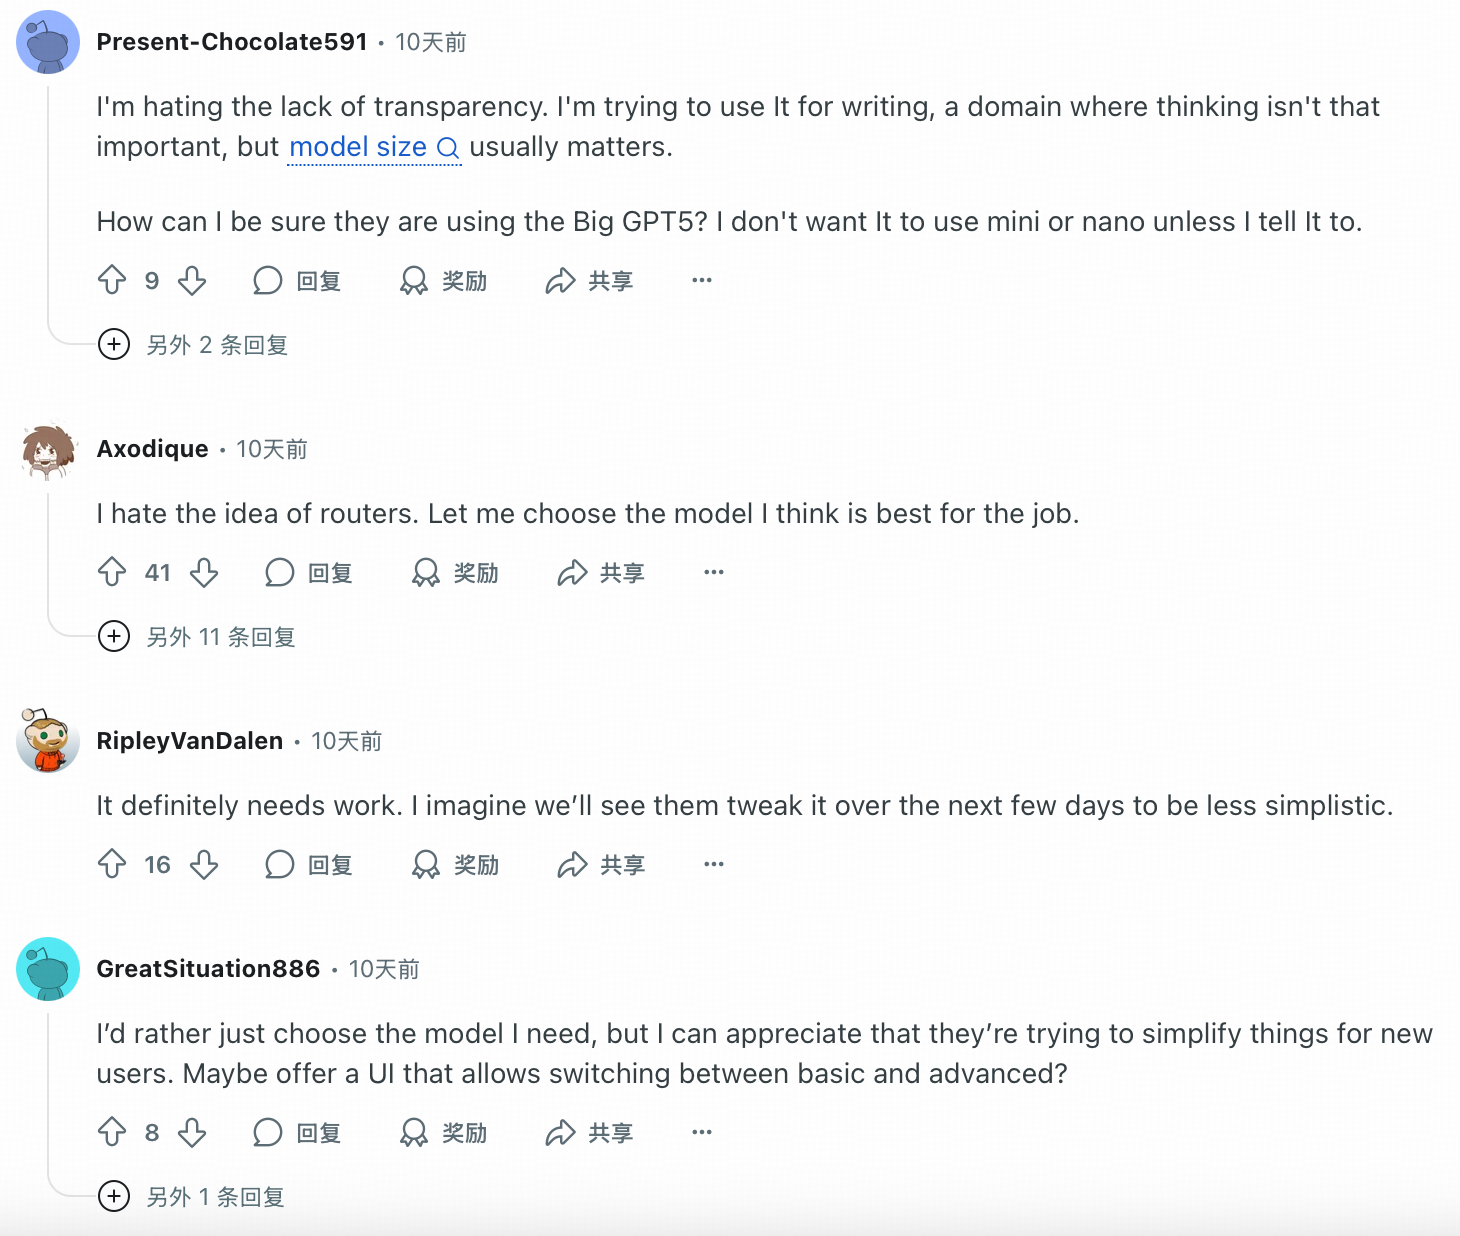 Present-Chocolate591 • 10天前
I'm hating the lack of transparency. I'm trying to use It for writing, a domain where thinking isn't that
important, but model size usually matters.
How can I be sure they are using the Big GPT5? I don't want It to use mini or nano unless I tell It to.
9 回复 奖励 共享 ···
另外 2 条回复
Axodique • 10天前
I hate the idea of routers. Let me choose the model I think is best for the job.
41 回复 奖励 共享 ···
另外 11 条回复
RipleyVanDalen • 10天前
It definitely needs work. I imagine we’ll see them tweak it over the next few days to be less simplistic.
16 回复 奖励 共享 ···
GreatSituation886 • 10天前
I’d rather just choose the model I need, but I can appreciate that they’re trying to simplify things for new
users. Maybe offer a UI that allows switching between basic and advanced?
8 回复 奖励 共享 ···
另外 1 条回复